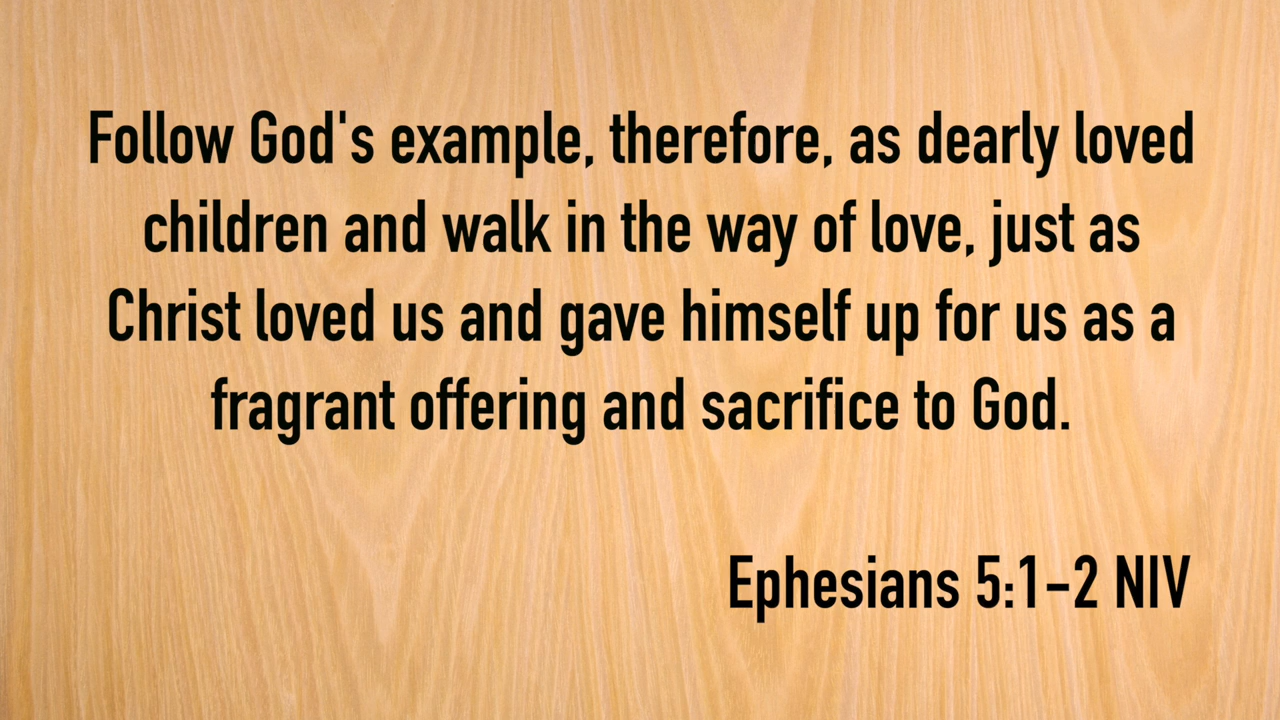 Follow God's example, therefore, as dearly loved
children and walk in the way of love, just as
Christ loved us and gave himself up for us as a
fragrant offering and sacrifice to God.
Ephesians 5:1–2 NIV